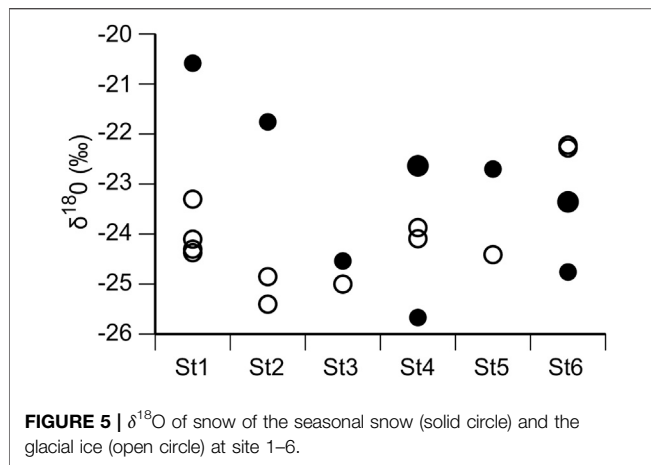 -20
-21
-22
-23
-24
-25
-26
δ¹⁸0 (‰)
St1 St2 St3 St4 St5 St6
FIGURE 5 | δ¹⁸O of snow of the seasonal snow (solid circle) and the
glacial ice (open circle) at site 1–6.